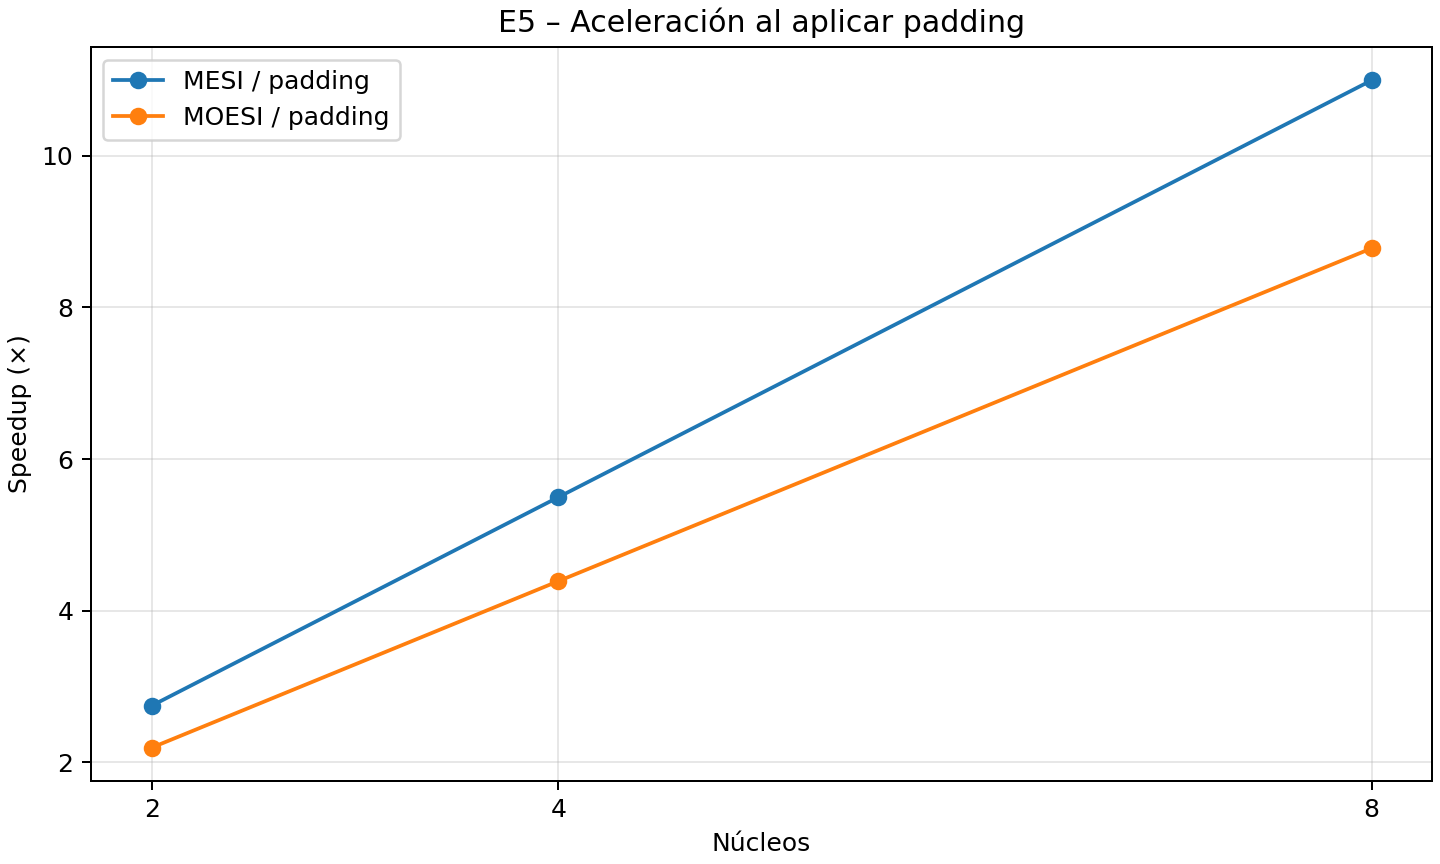 E5 – Aceleración al aplicar padding
MESI / padding
MOESI / padding
Speedup (×)
10
8
6
4
2
2 4 8
Núcleos